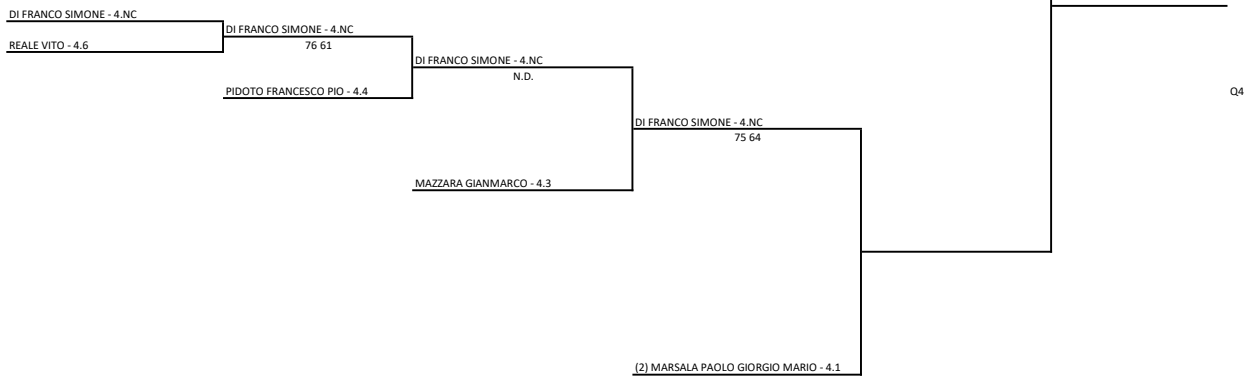 DI FRANCO SIMONE - 4.NC
DI FRANCO SIMONE - 4.NC
REALE VITO - 4.6
76 61
DI FRANCO SIMONE - 4.NC
N.D.
PIDOTO FRANCESCO PIO - 4.4
Q4
DI FRANCO SIMONE - 4.NC
75 64
MAZZARA GIANMARCO - 4.3
(2) MARSALA PAOLO GIORGIO MARIO - 4.1